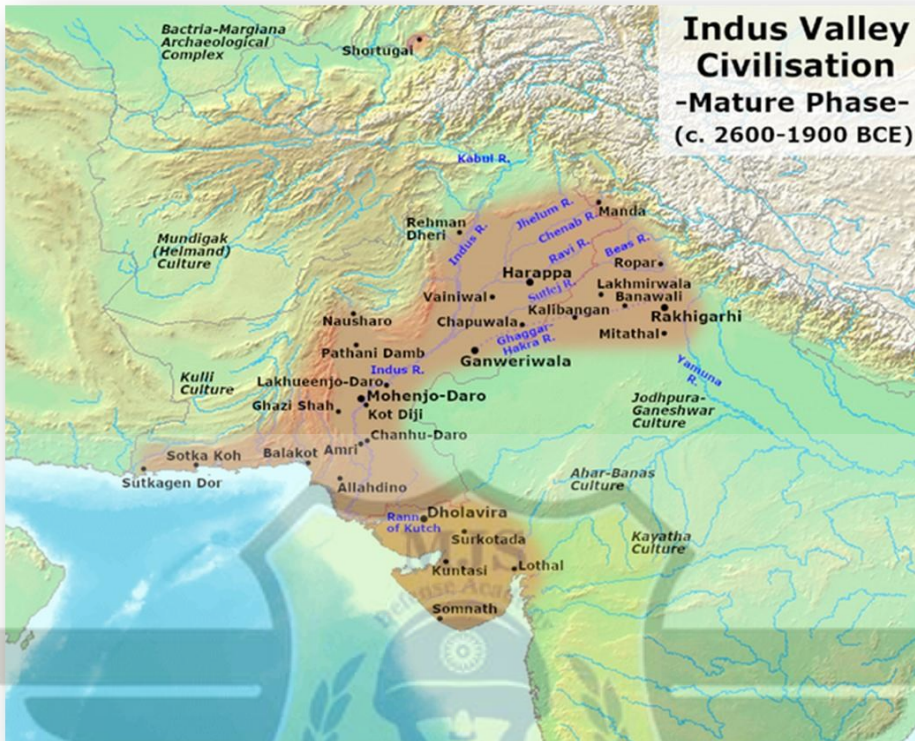 Indus Valley
Civilisation
-Mature Phase-
(c. 2600-1900 BCE)
Bactria-Margiana
Archaeological
Complex
Shortugal
Kabul R.
Mundigak
(Helmand)
Culture
Rehman
Dheri
Indus R.
Jhelum R.
Chenab R.
Ravi R.
Beas R.
Manda
Harappa
Ropar
Sutlej R.
Lakhmirwala
Vainiwal
Kalibangan
Banawali
Rakhigarhi
Nausharo
Chapuwala
Mitathal
Ghaggar-
Hakra R.
Pathani Damb
Ganweriwala
Indus R.
Yamuna
R.
Kulli
Culture
Lakhueenjo-Daro
Mohenjo-Daro
Ghazi Shah
Kot Diji
Jodhpura-
Ganeshwar
Culture
Chanhu-Daro
Amri
Sotka Koh
Balakot
Sutkagen Dor
Allahdino
Ahar-Banas
Culture
Rann
of Kutch
Dholavira
Surkotada
Kayatha
Culture
MJS
Kuntasi
Lothal
Somnath